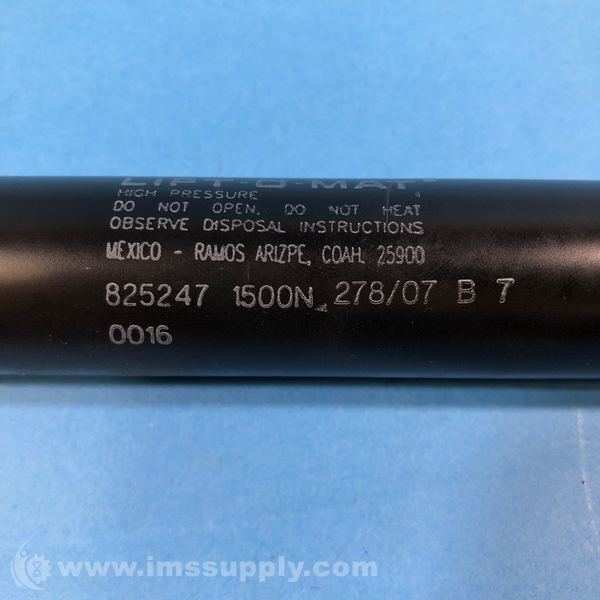 LIFT-O-MAT
HIGH PRESSURE 4
DO NOT OPEN, DO NOT HEAT
OBSERVE DISPOSAL INSTRUCTIONS
MEXICO - RAMOS ARIZPE, COAH. 25900
825247 1500N 278/07 B 7
0016
www.imssupply.com